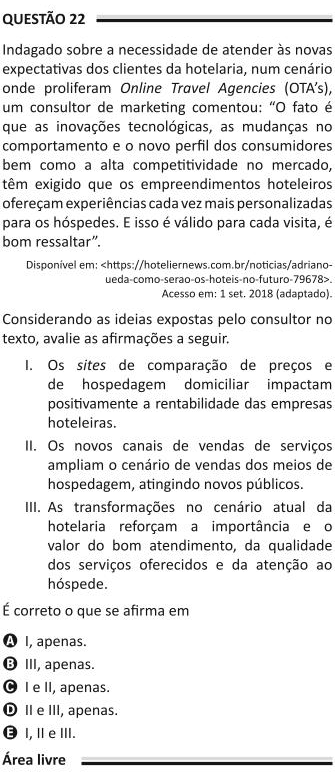 QUESTÃO 22
Indagado sobre a necessidade de atender às novas
expectativas dos clientes da hotelaria, num cenário
onde proliferam Online Travel Agencies (OTA's),
um consultor de marketing comentou: “O fato é
que as inovações tecnológicas, as mudanças no
comportamento e o novo perfil dos consumidores
bem como a alta competitividade no mercado,
têm exigido que os empreendimentos hoteleiros
ofereçam experiências cada vez mais personalizadas
para os hóspedes. E isso é válido para cada visita, é
bom ressaltar”.
Disponível em: <https://hoteliernews.com.br/noticias/adriano-
ueda-como-serao-os-hoteis-no-futuro-79678>.
Acesso em: 1 set. 2018 (adaptado).
Considerando as ideias expostas pelo consultor no
texto, avalie as afirmações a seguir.
I. Os sites de comparação de preços e
de hospedagem domiciliar impactam
positivamente a rentabilidade das empresas
hoteleiras.
II. Os novos canais de vendas de serviços
ampliam o cenário de vendas dos meios de
hospedagem, atingindo novos públicos.
III. As transformações no cenário atual da
hotelaria reforçam a importância e o
valor do bom atendimento, da qualidade
dos serviços oferecidos e da atenção ao
hóspede.
É correto o que se afirma em
A I, apenas.
B III, apenas.
C I e II, apenas.
D II e III, apenas.
E I, II e III.
Área livre